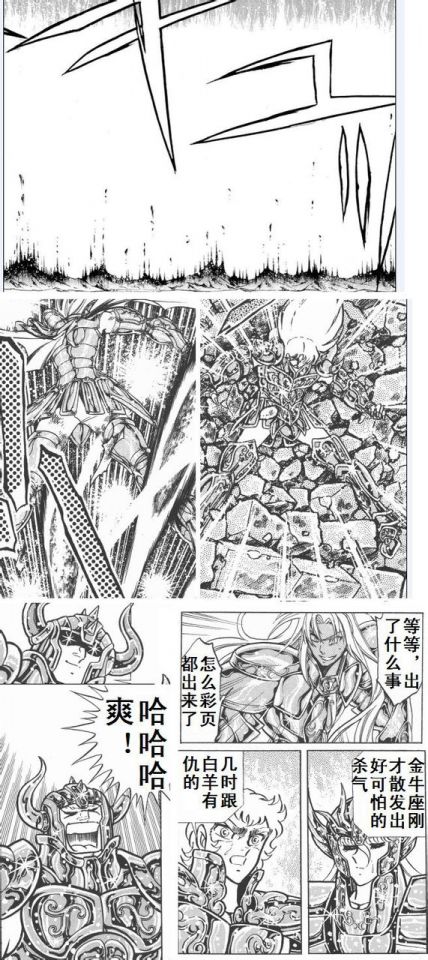 等等，出
了什么事
怎么彩页
都出来了
金牛座刚
才散发出
好可怕的
杀气
几时跟
白羊有
仇的
哈哈哈
爽！